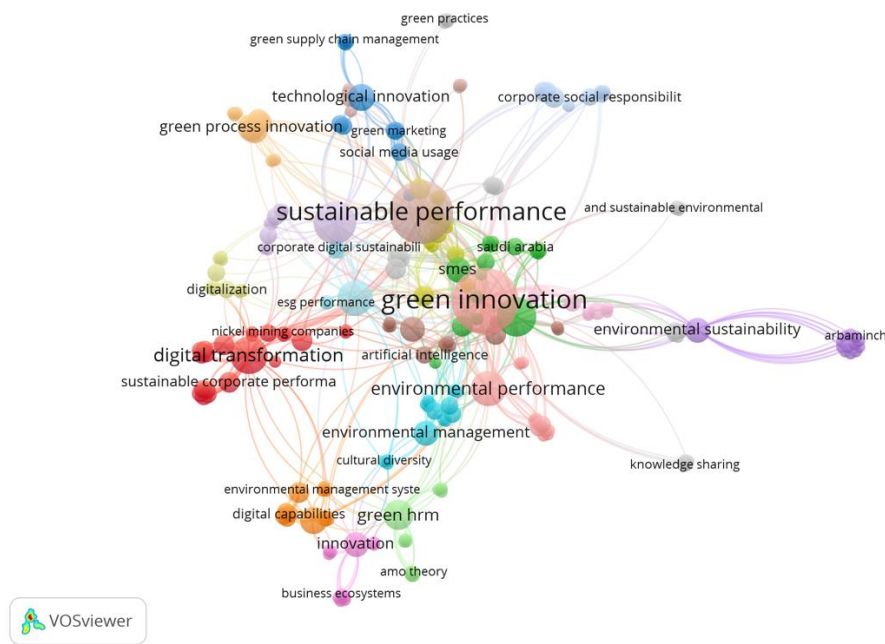 green practices
green supply chain management
technological innovation
corporate social responsibilit
green process innovation
green marketing
social media usage
sustainable performance
and sustainable environmental
corporate digital sustainabili
saudi arabia
smes
digitalization
esg performance
green innovation
nickel mining companies
environmental sustainability
arbaminch
digital transformation
artificial intelligence
sustainable corporate performa
environmental performance
environmental management
cultural diversity
knowledge sharing
environmental management syste
digital capabilities
green hrm
innovation
amo theory
business ecosystems
VOSviewer